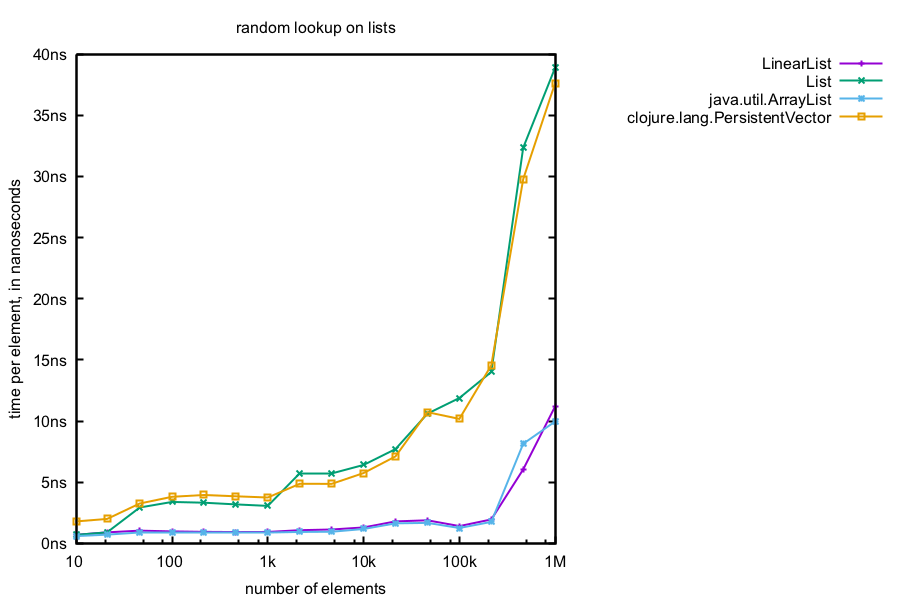 random lookup on lists
40ns
35ns
30ns
25ns
20ns
15ns
10ns
5ns
0ns
time per element, in nanoseconds
10
100
1k
10k
100k
1M
number of elements
LinearList
List
java.util.ArrayList
clojure.lang.PersistentVector